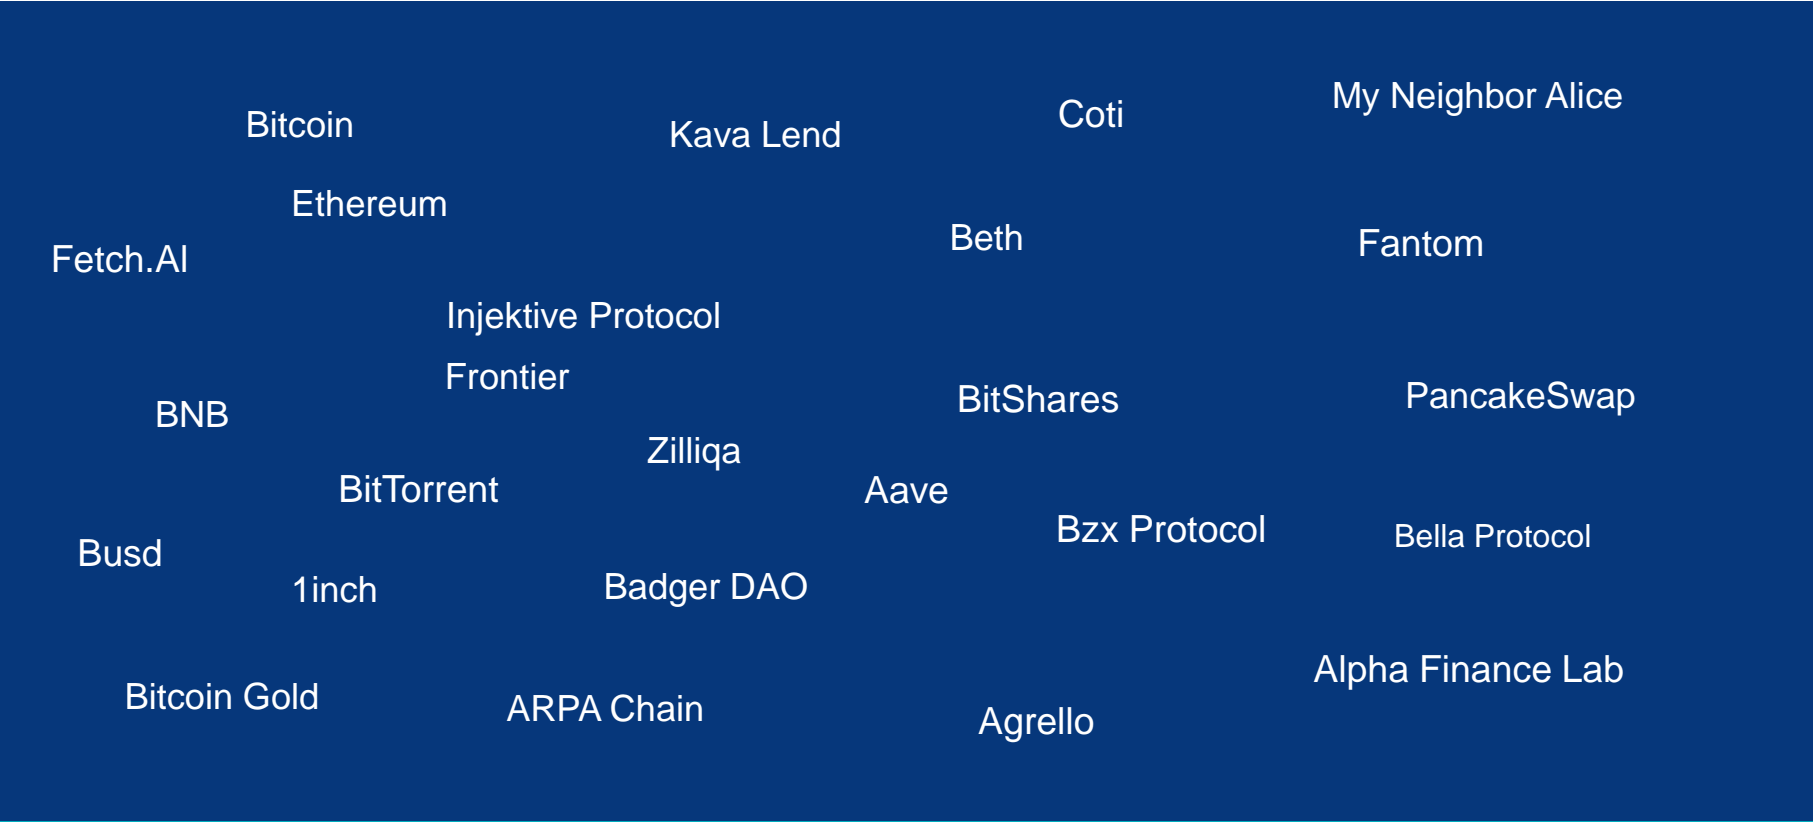 My Neighbor Alice
Coti
Bitcoin
Kava Lend
Ethereum
Beth
Fantom
Fetch.AI
Injektive Protocol
Frontier
PancakeSwap
BitShares
BNB
Zilliqa
BitTorrent
Aave
Bzx Protocol
Bella Protocol
Busd
1inch
Badger DAO
Alpha Finance Lab
Bitcoin Gold
ARPA Chain
Agrello